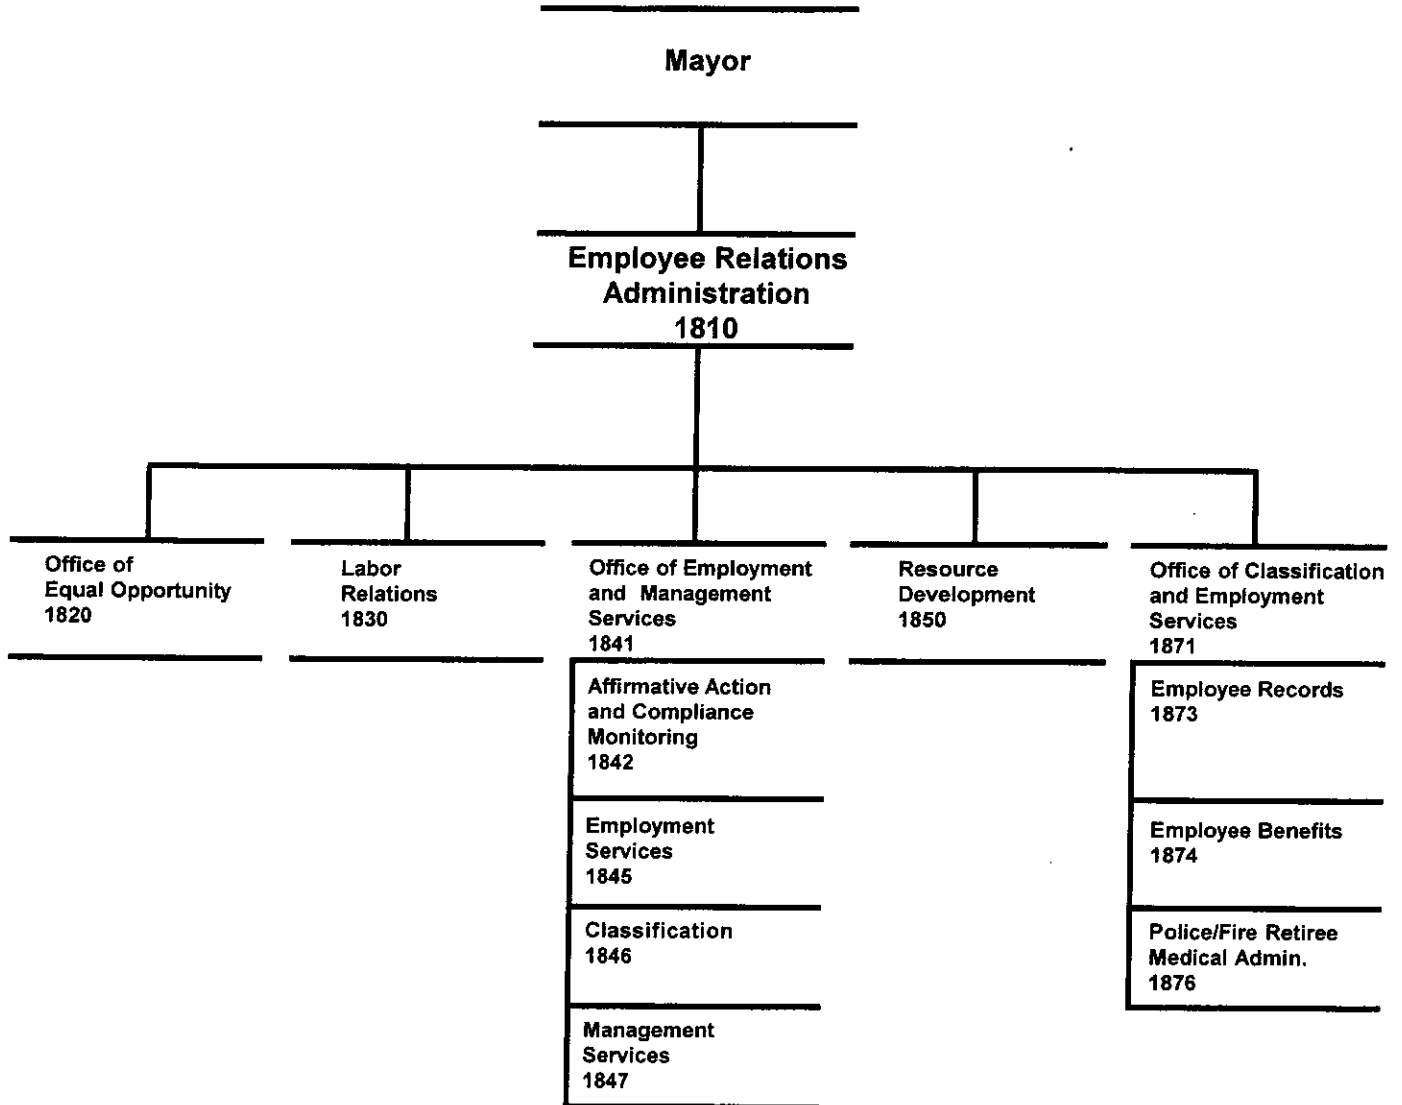 Mayor
Employee Relations
Administration
1810
Office of
Equal Opportunity
1820
Labor
Relations
1830
Office of Employment
and Management
Services
1841
Resource
Development
1850
Office of Classification
and Employment
Services
1871
Affirmative Action
and Compliance
Monitoring
1842
Employment
Services
1845
Classification
1846
Management
Services
1847
Employee Records
1873
Employee Benefits
1874
Police/Fire Retiree
Medical Admin.
1876